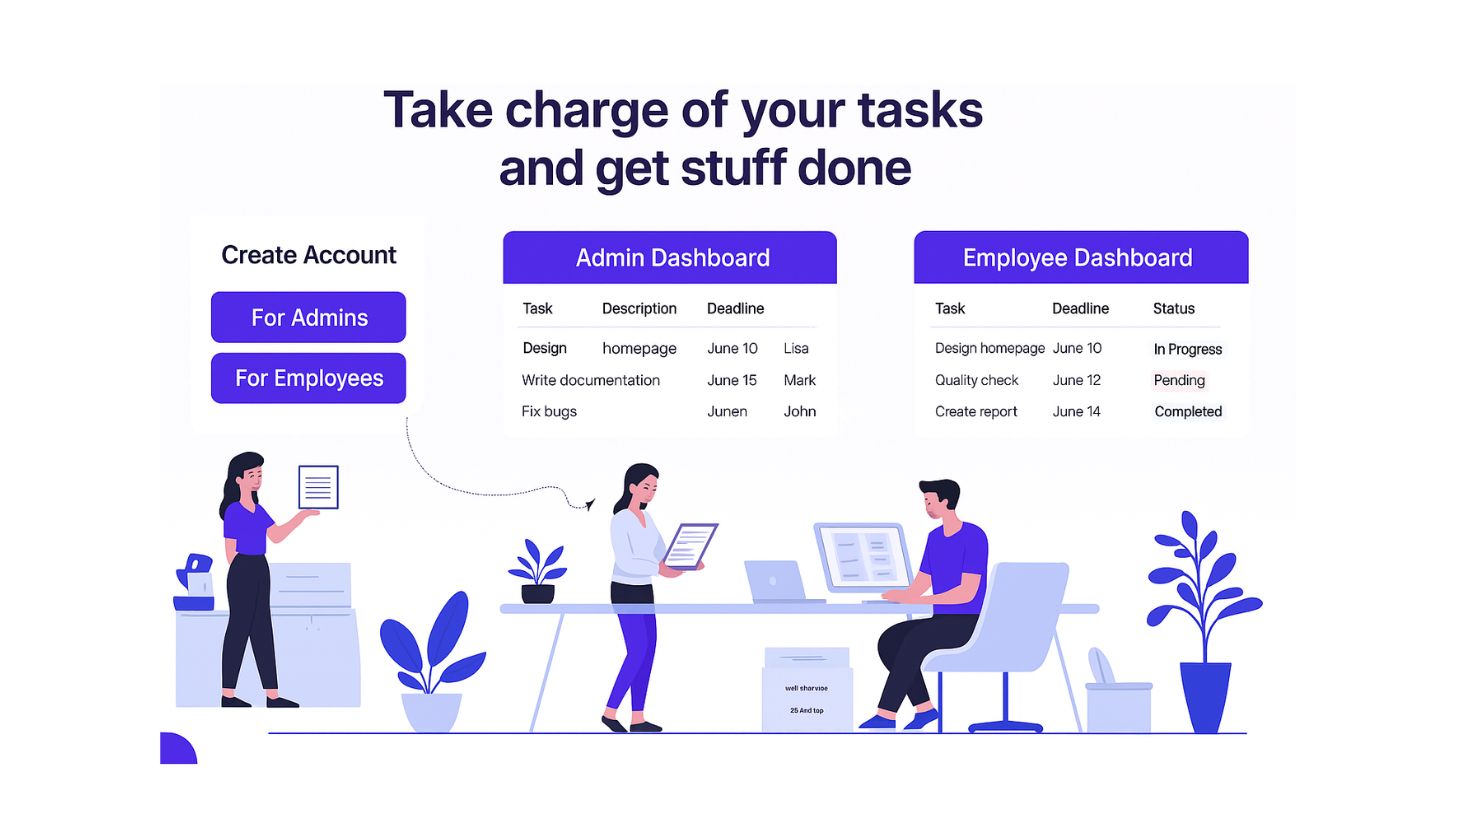 Take charge of your tasks
and get stuff done
Create Account
For Admins
For Employees
Admin Dashboard
Task Description Deadline
Design homepage June 10 Lisa
Write documentation June 15 Mark
Fix bugs Junen John
Employee Dashboard
Task Deadline Status
Design homepage June 10 In Progress
Quality check June 12 Pending
Create report June 14 Completed
well
25 And top